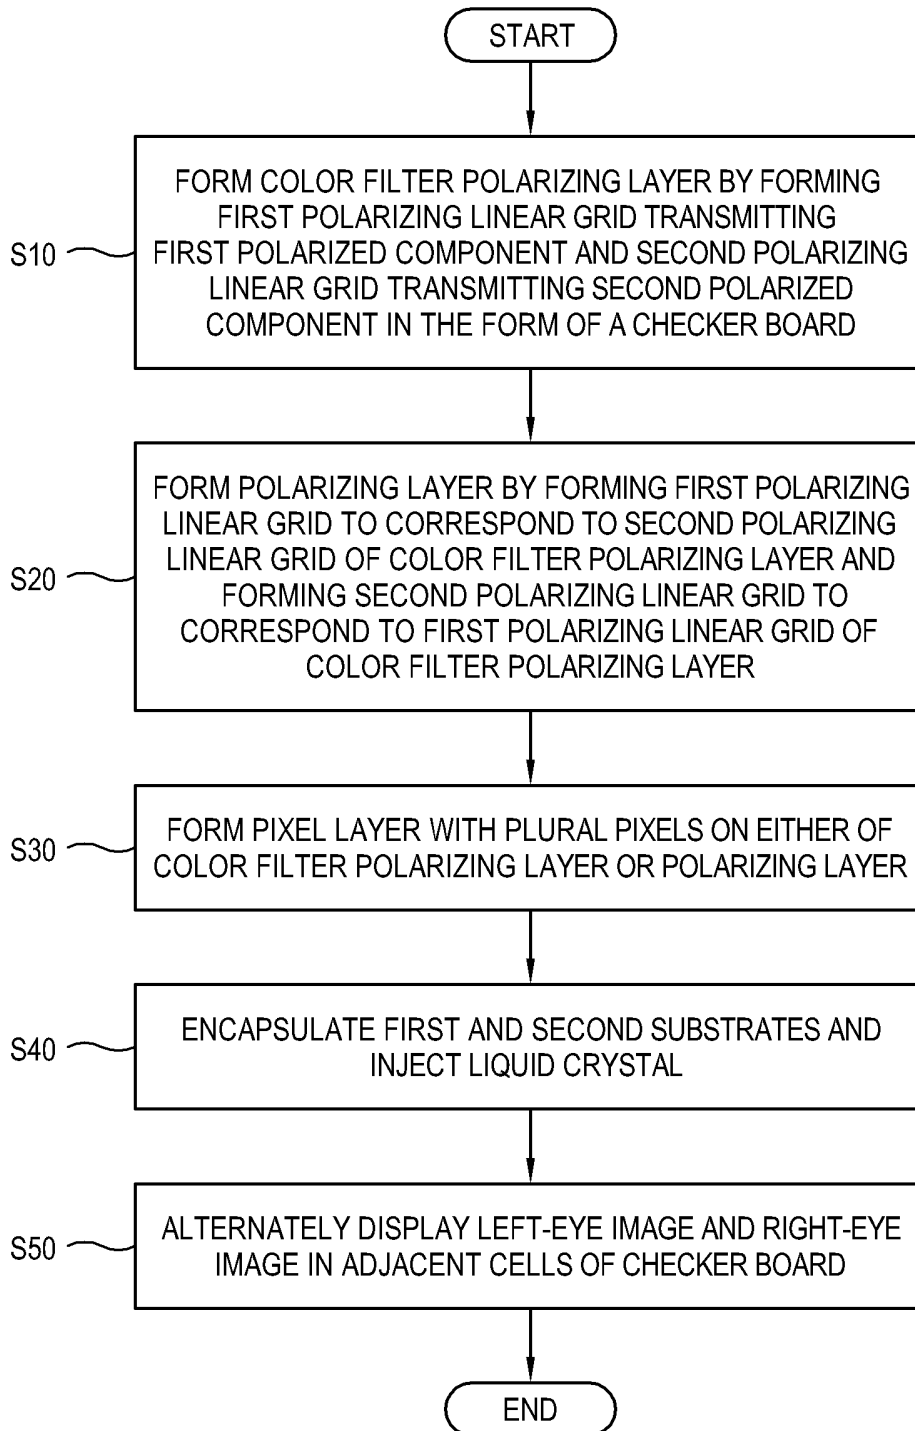 START
S10
FORM COLOR FILTER POLARIZING LAYER BY FORMING
FIRST POLARIZING LINEAR GRID TRANSMITTING
FIRST POLARIZED COMPONENT AND SECOND POLARIZING
LINEAR GRID TRANSMITTING SECOND POLARIZED
COMPONENT IN THE FORM OF A CHECKER BOARD
S20
FORM POLARIZING LAYER BY FORMING FIRST POLARIZING
LINEAR GRID TO CORRESPOND TO SECOND POLARIZING
LINEAR GRID OF COLOR FILTER POLARIZING LAYER AND
FORMING SECOND POLARIZING LINEAR GRID TO
CORRESPOND TO FIRST POLARIZING LINEAR GRID OF
COLOR FILTER POLARIZING LAYER
S30
FORM PIXEL LAYER WITH PLURAL PIXELS ON EITHER OF
COLOR FILTER POLARIZING LAYER OR POLARIZING LAYER
S40
ENCAPSULATE FIRST AND SECOND SUBSTRATES AND
INJECT LIQUID CRYSTAL
S50
ALTERNATELY DISPLAY LEFT-EYE IMAGE AND RIGHT-EYE
IMAGE IN ADJACENT CELLS OF CHECKER BOARD
END